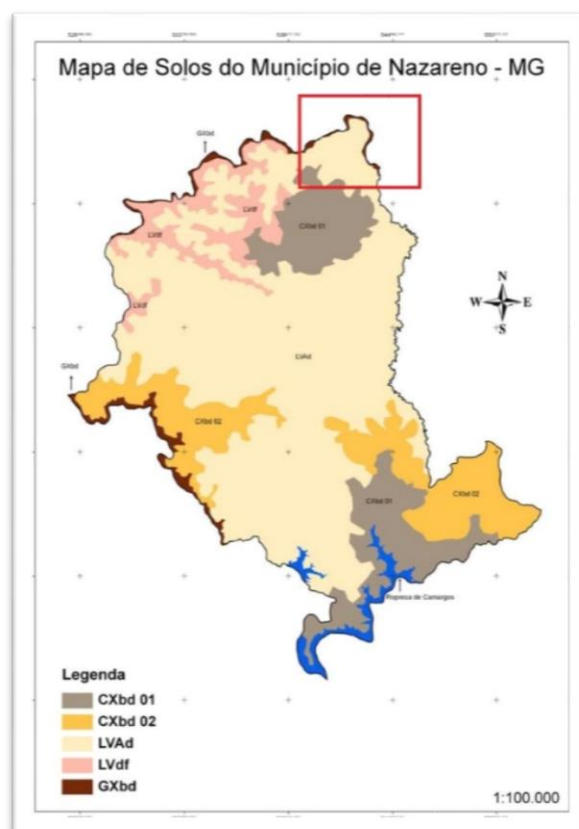 Mapa de Solos do Município de Nazareno - MG
GXbd
LVdf
CXbd 01
LVdf
N
W E
S
LVdf
LVAd
GXbd
CXbd 02
CXbd 02
CXbd 01
Represa de Camargos
Legenda
CXbd 01
CXbd 02
LVAd
LVdf
GXbd
1:100.000